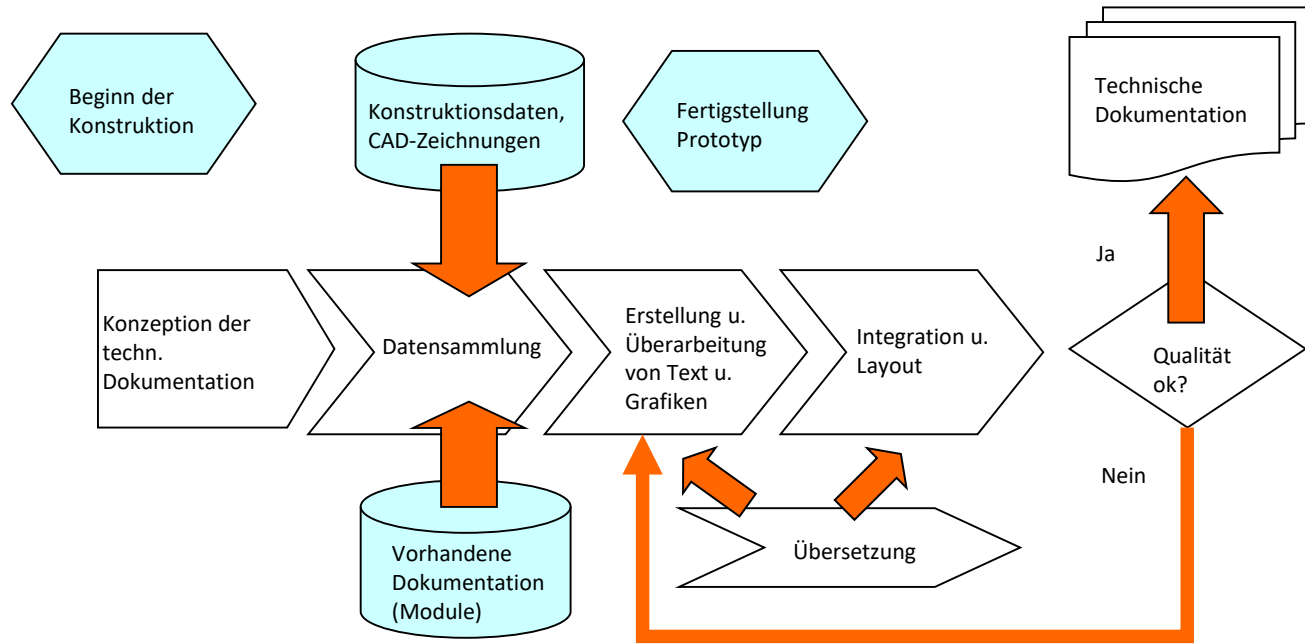 Beginn der
Konstruktion
Konstruktionsdaten,
CAD-Zeichnungen
Fertigstellung
Prototyp
Technische
Dokumentation
Konzeption der
techn.
Dokumentation
Datensammlung
Erstellung u.
Überarbeitung
von Text u.
Grafiken
Integration u.
Layout
Ja
Qualität
ok?
Nein
Vorhandene
Dokumentation
(Module)
Übersetzung